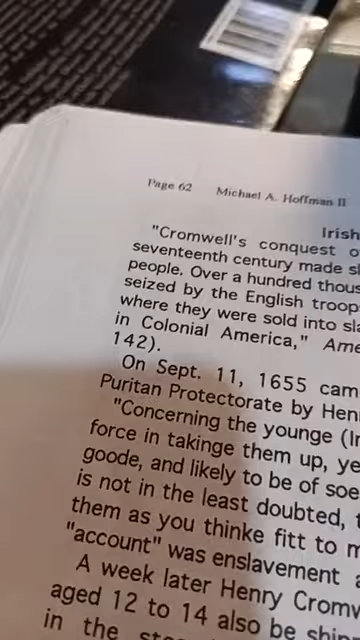 Page 62 Michael A. Hoffman II
Irish
"Cromwell's conquest o
seventeenth century made sl
people. Over a hundred thous
seized by the English troop
where they were sold into sla
in Colonial America," Ame
142).
On Sept. 11, 1655 cam
Puritan Protectorate by Hen
"Concerning the younge (Ir
force in takinge them up, ye
goode, and likely to be of soe
is not in the least doubted, t
them as you thinke fitt to m
"account" was enslavement a
A week later Henry Cromw
aged 12 to 14 also be ship
in the